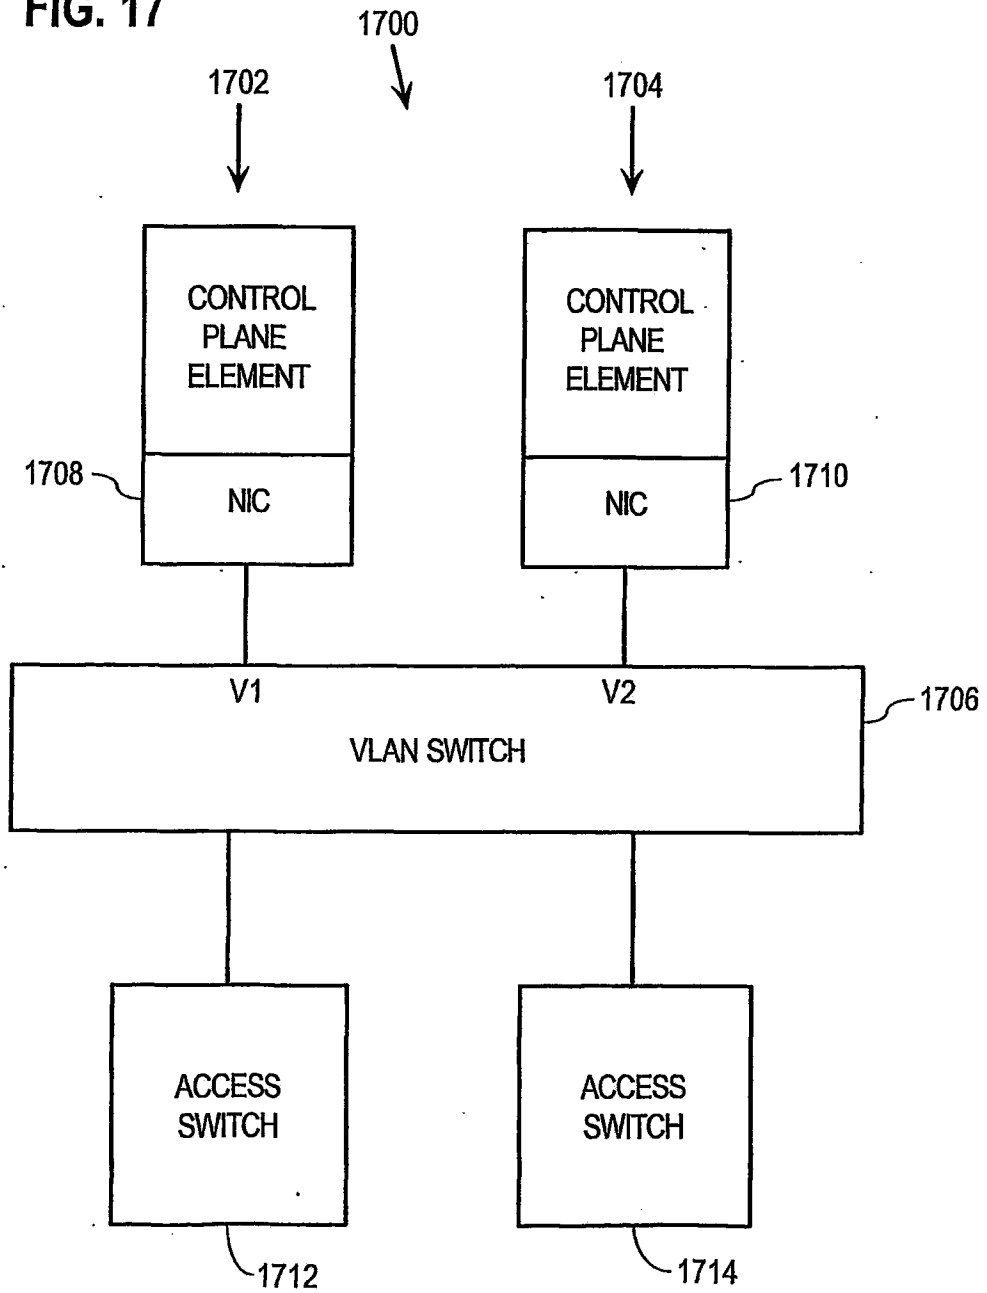 FIG. 17
1700
1702
1704
CONTROL
PLANE
ELEMENT
CONTROL
PLANE
ELEMENT
1708
NIC
NIC
1710
V1
V2
1706
VLAN SWITCH
ACCESS
SWITCH
ACCESS
SWITCH
1712
1714